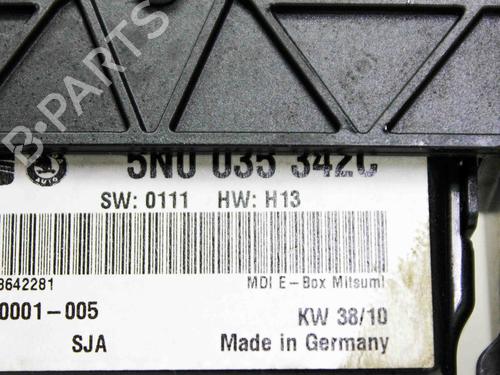 B-PARTS
AUTO
5N0 035 342C
SW: 0111 HW: H13
8642281
MDI E-Box Mitsumi
0001-005
KW 38/10
SJA
Made in Germany